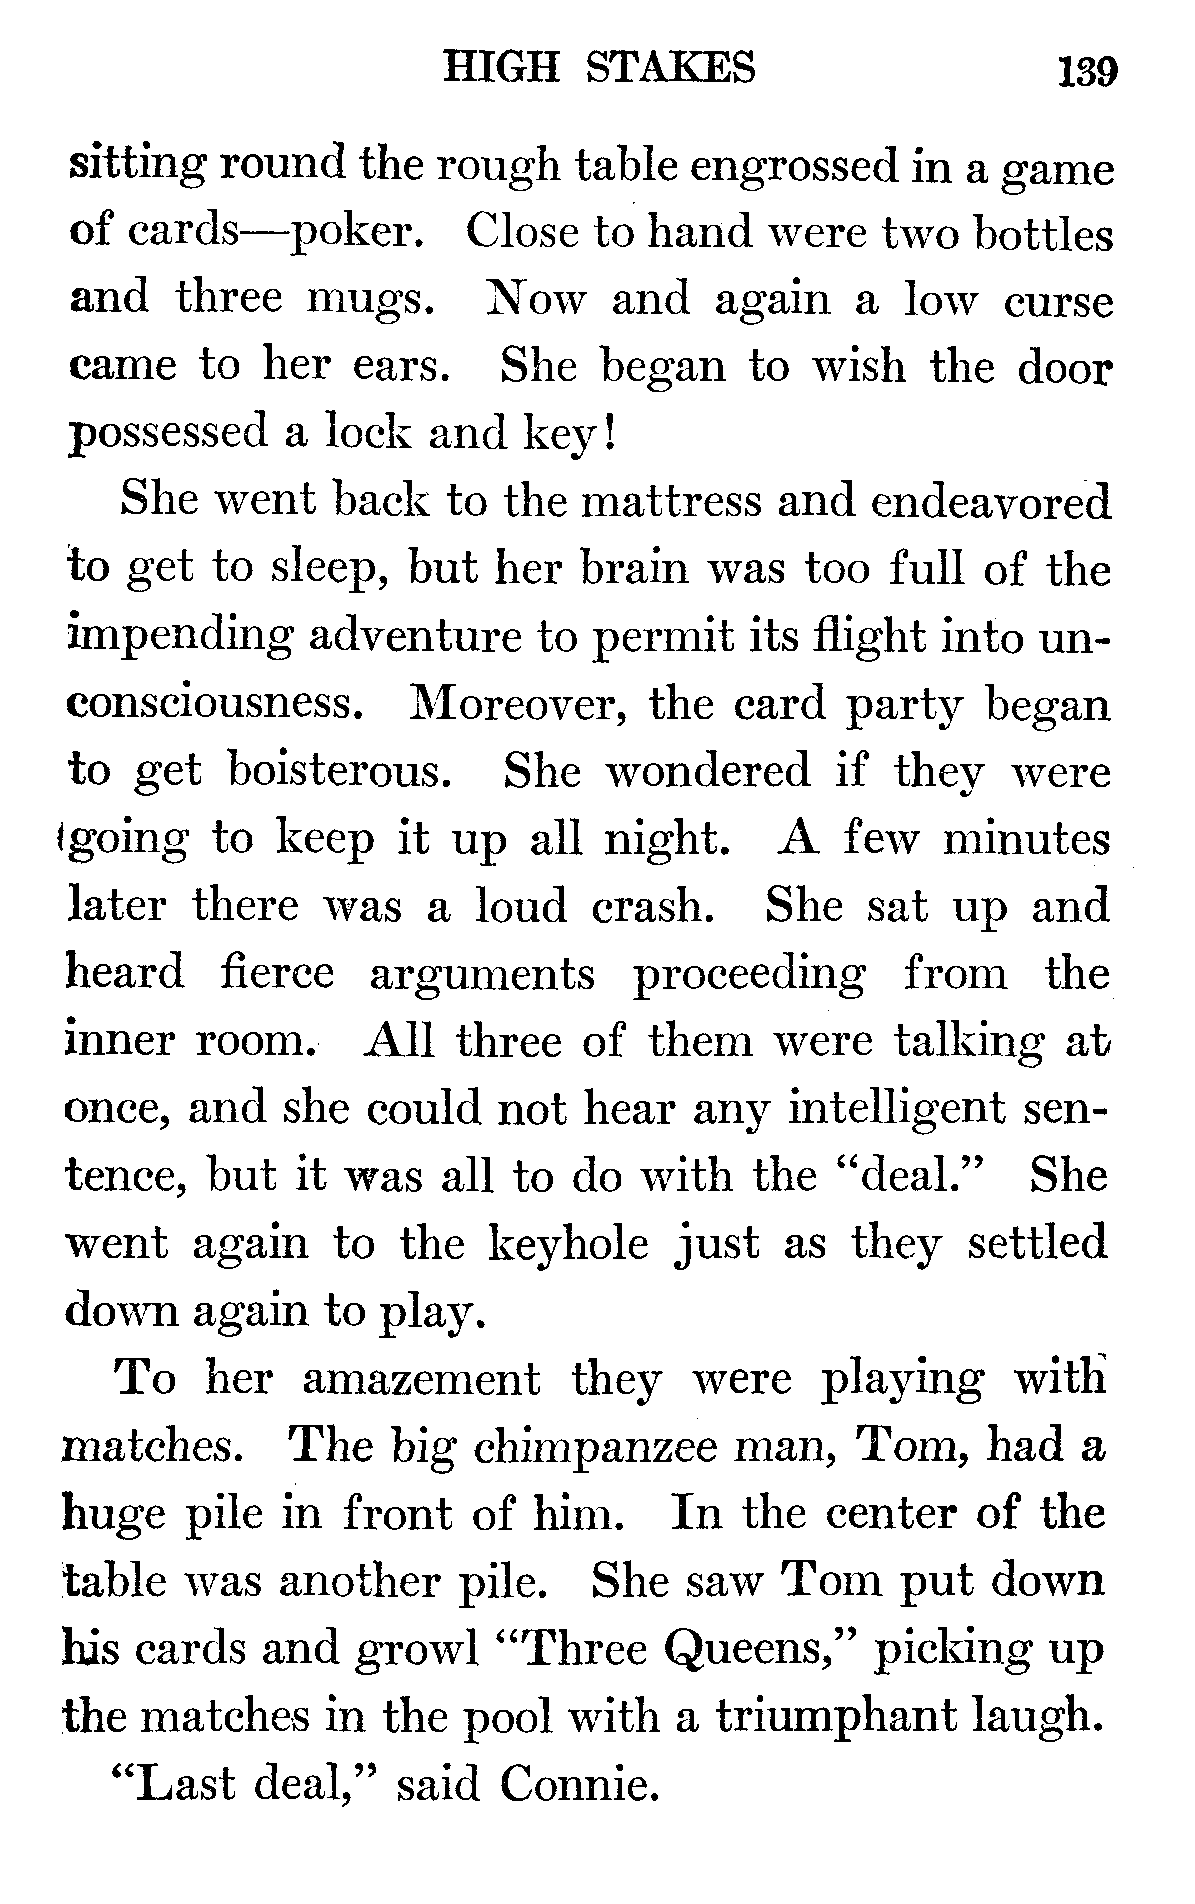 HIGH STAKES 139
sitting round the rough table engrossed in a game
of cards—poker. Close to hand were two bottles
and three mugs. Now and again a low curse
came to her ears. She began to wish the door
possessed a lock and key!
She went back to the mattress and endeavored
to get to sleep, but her brain was too full of the
impending adventure to permit its flight into un-
consciousness. Moreover, the card party began
to get boisterous. She wondered if they were
going to keep it up all night. A few minutes
later there was a loud crash. She sat up and
heard fierce arguments proceeding from the
inner room. All three of them were talking at
once, and she could not hear any intelligent sen-
tence, but it was all to do with the “deal.” She
went again to the keyhole just as they settled
down again to play.
To her amazement they were playing with
matches. The big chimpanzee man, Tom, had a
huge pile in front of him. In the center of the
table was another pile. She saw Tom put down
his cards and growl “Three Queens,” picking up
the matches in the pool with a triumphant laugh.
“Last deal,” said Connie.